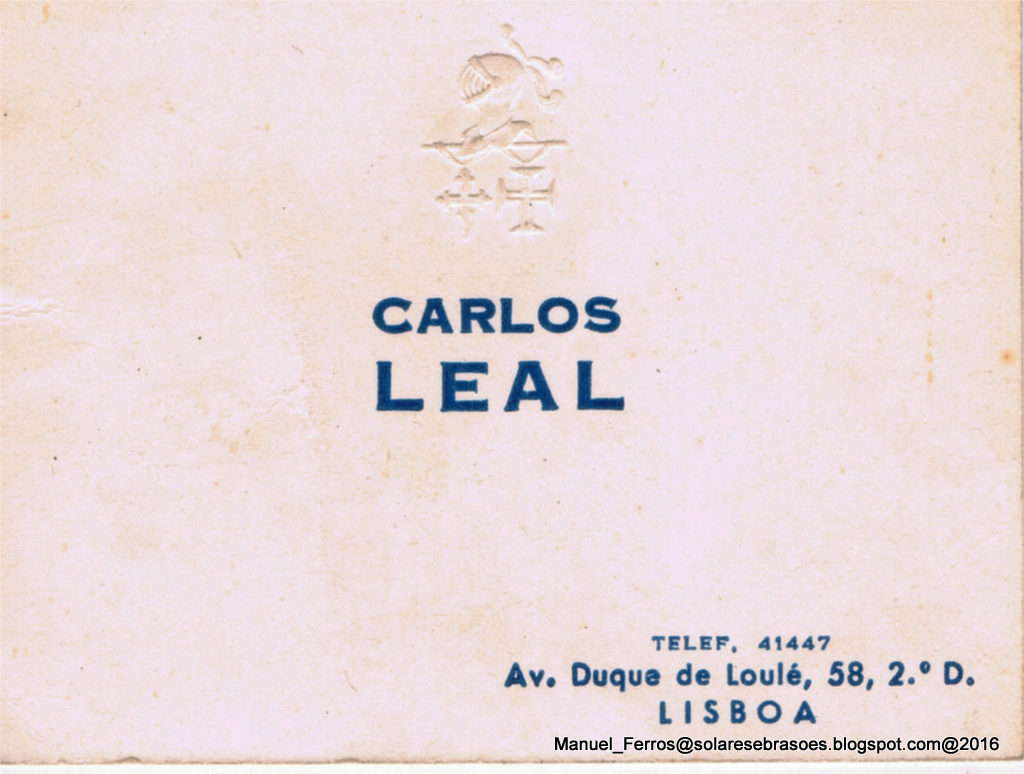 CARLOS
LEAL
TELEF. 41447
Av. Duque de Loulé, 58, 2.º D.
LISBOA
Manuel_Ferros@solaresebrasoes.blogspot.com@2016